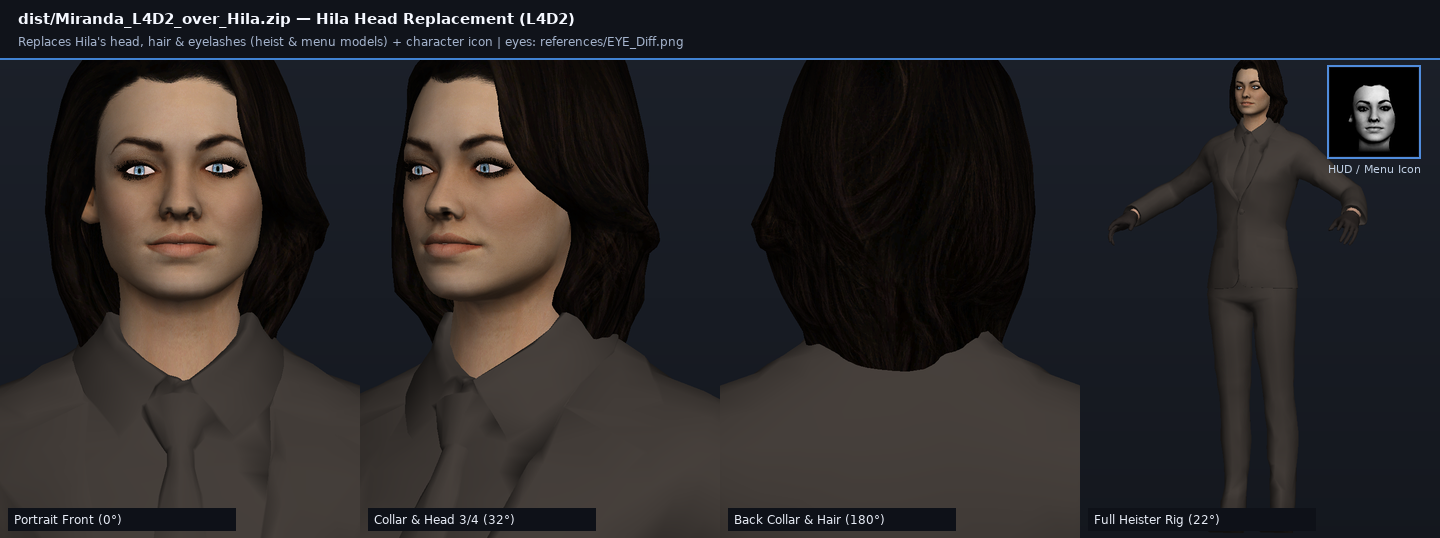 dist/Miranda_L4D2_over_Hila.zip — Hila Head Replacement (L4D2)
Replaces Hila's head, hair & eyelashes (heist & menu models) + character icon | eyes: references/EYE_Diff.png
HUD / Menu Icon
Portrait Front (0°)
Collar & Head 3/4 (32°)
Back Collar & Hair (180°)
Full Heister Rig (22°)